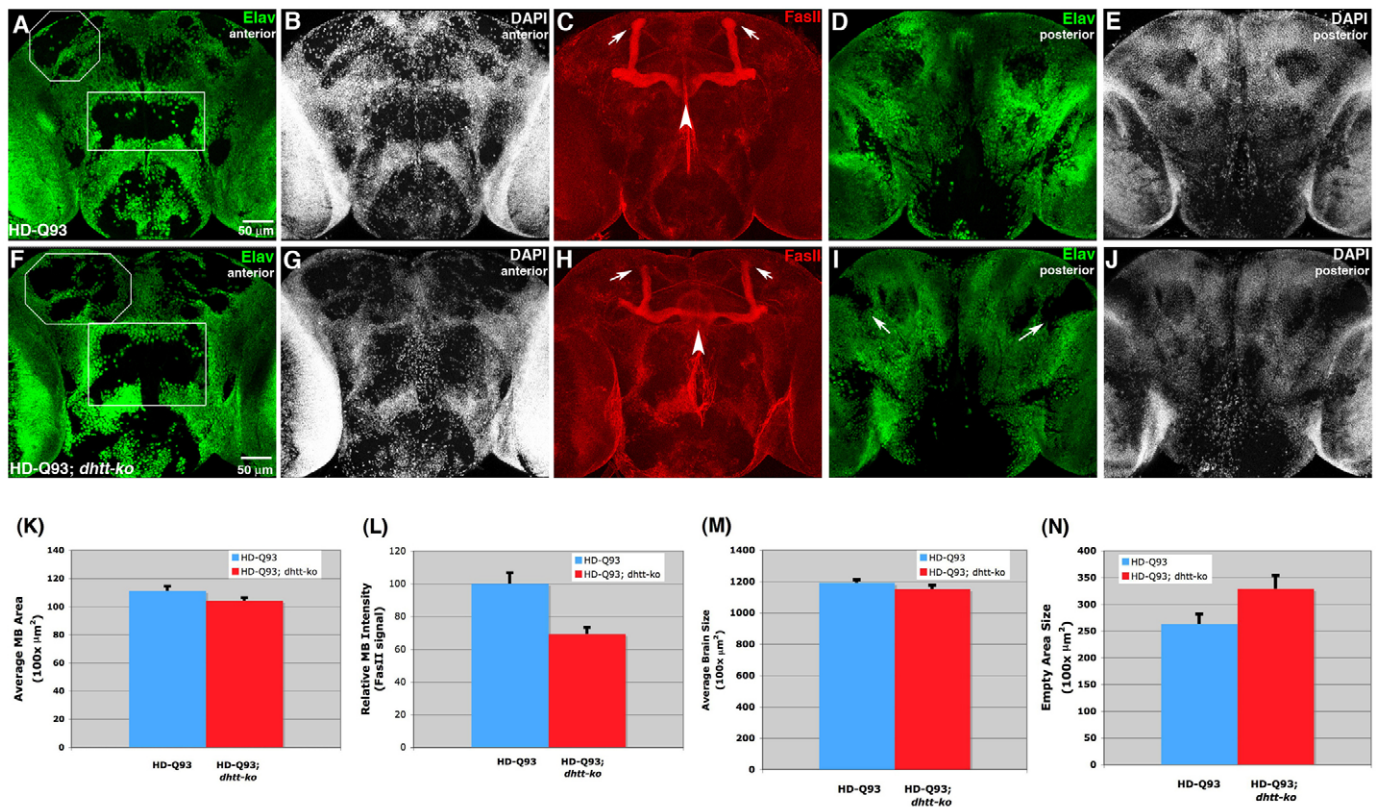 A Elav anterior
HD-Q93
50 µm
B DAPI anterior
C FasII
D Elav posterior
E DAPI posterior
F Elav anterior
HD-Q93; dhtt-ko
50 µm
G DAPI anterior
H FasII
I Elav posterior
J DAPI posterior
(K)
Average MB Area
(100x µm²)
140
120
100
80
60
40
20
0
HD-Q93
HD-Q93; dhtt-ko
HD-Q93
HD-Q93;
dhtt-ko
(L)
Relative MB Intensity
(FasII signal)
120
100
80
60
40
20
0
HD-Q93
HD-Q93; dhtt-ko
HD-Q93
HD-Q93;
dhtt-ko
(M)
Average Brain Size
(100x µm²)
1400
1200
1000
800
600
400
200
0
HD-Q93
HD-Q93; dhtt-ko
HD-Q93
HD-Q93;
dhtt-ko
(N)
Empty Area Size
(100x µm²)
400
350
300
250
200
150
100
50
0
HD-Q93
HD-Q93; dhtt-ko
HD-Q93
HD-Q93;
dhtt-ko